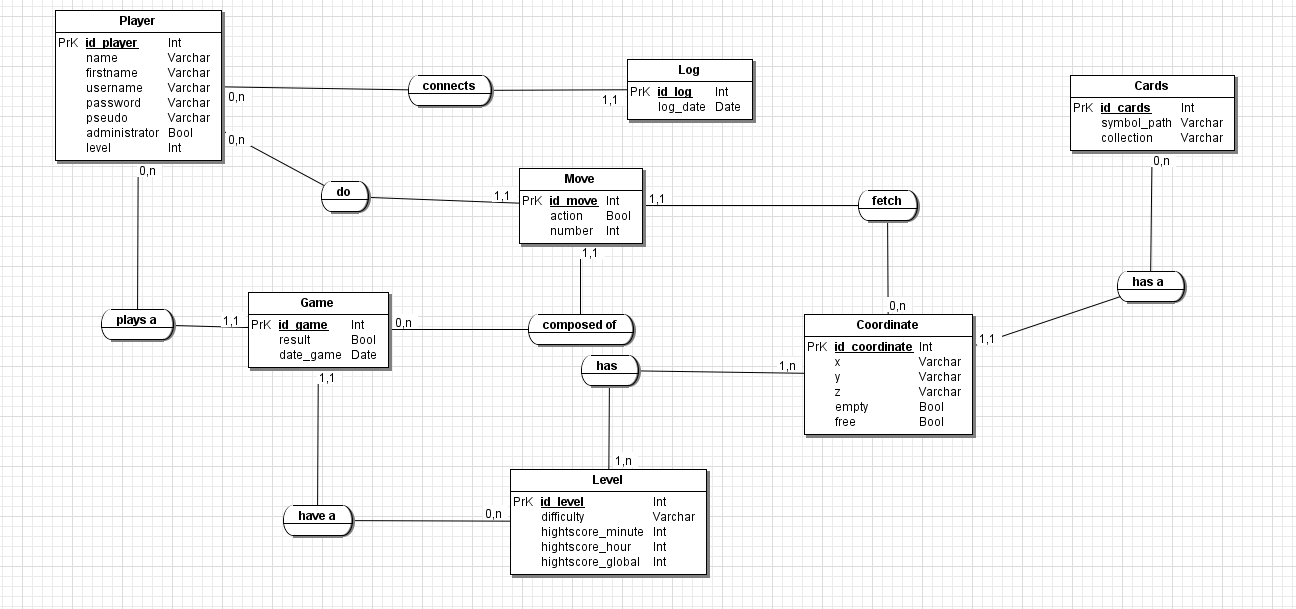 Player
PrK id_player Int
name Varchar
firstname Varchar
username Varchar
password Varchar
pseudo Varchar
administrator Bool
level Int
0,n
connects
1,1
Log
PrK id_log Int
log_date Date
Cards
PrK id_cards Int
symbol_path Varchar
collection Varchar
0,n
0,n
0,n
do
1,1
Move
PrK id_move Int
action Bool
number Int
1,1
fetch
1,1
0,n
has a
plays a
1,1
Game
PrK id_game Int
result Bool
date_game Date
0,n
composed of
Coordinate
PrK id_coordinate Int
x Varchar
y Varchar
z Varchar
empty Bool
free Bool
1,1
has
1,n
1,1
1,n
have a
0,n
Level
PrK id_level Int
difficulty Varchar
hightscore_minute Int
hightscore_hour Int
hightscore_global Int